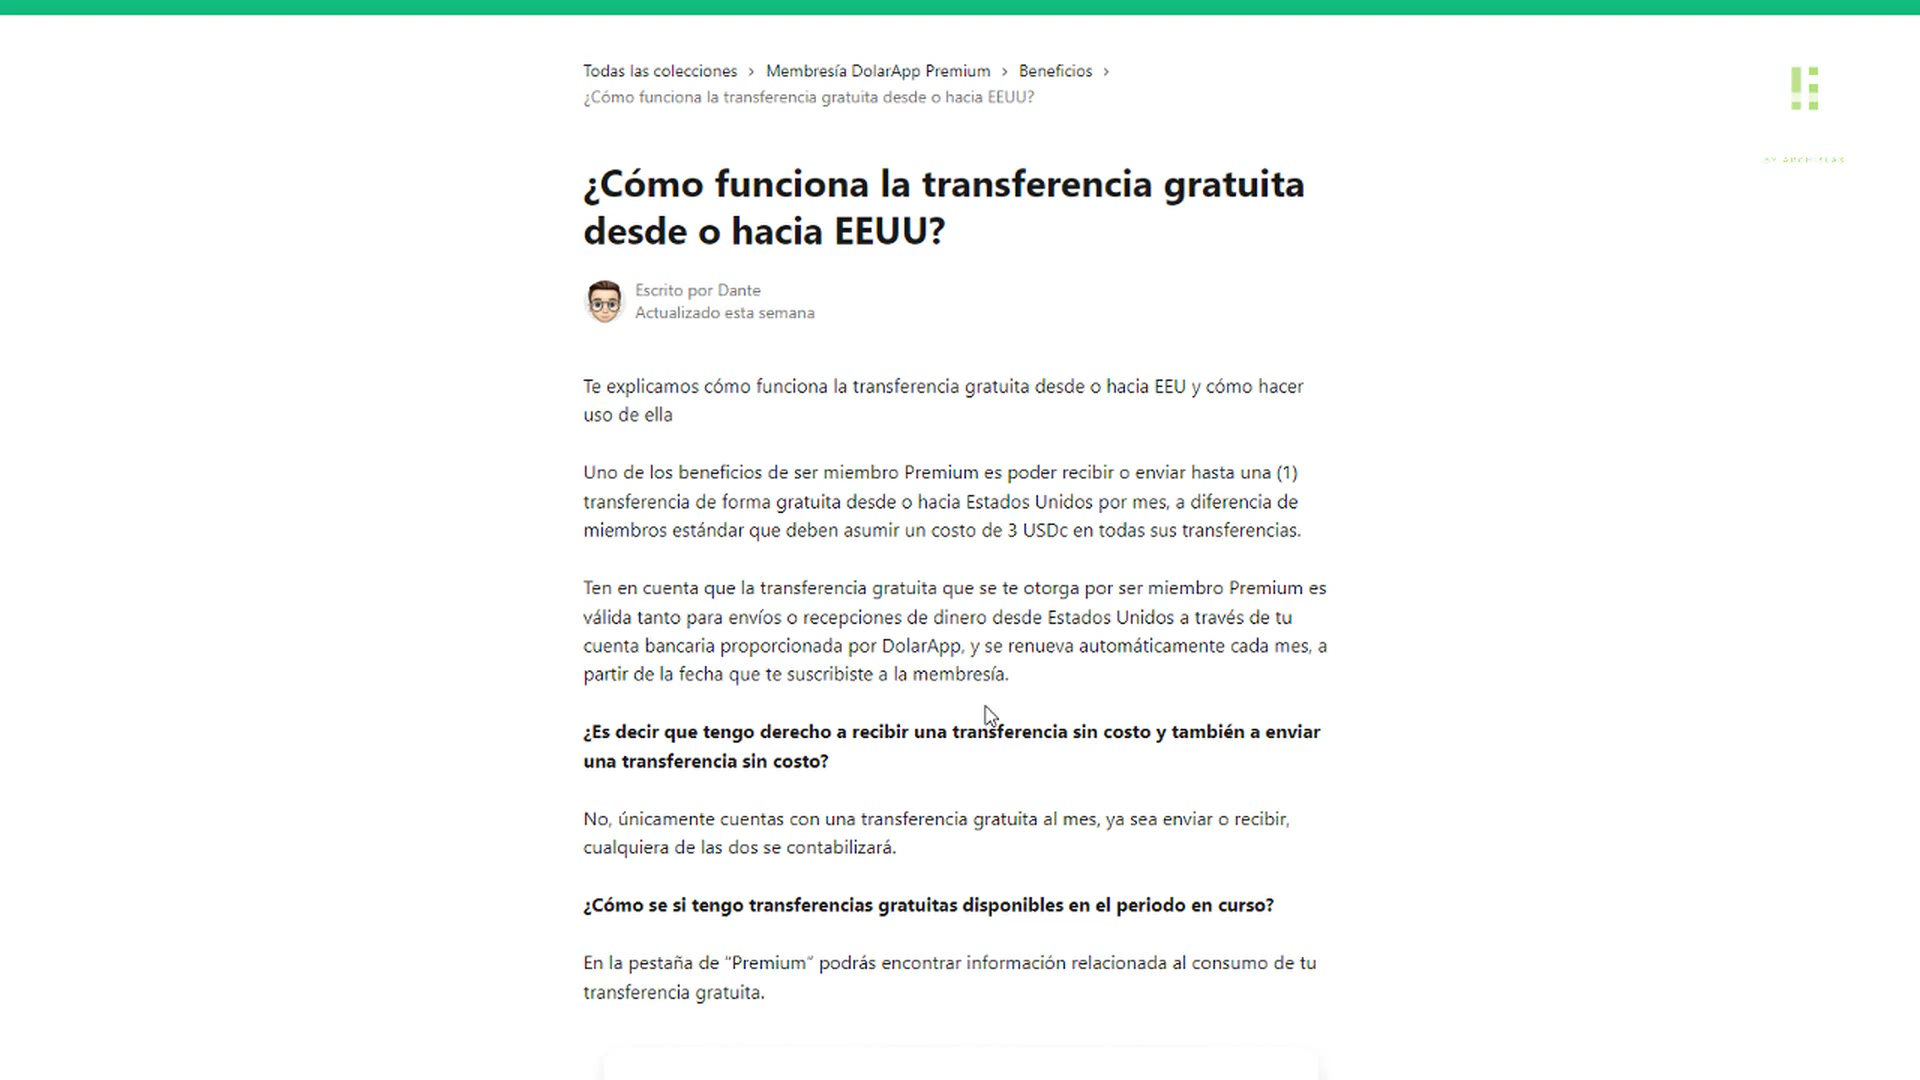 Todas las colecciones > Membresía DolarApp Premium > Beneficios >
¿Cómo funciona la transferencia gratuita desde o hacia EEUU?
¿Cómo funciona la transferencia gratuita
desde o hacia EEUU?
Escrito por Dante
Actualizado esta semana
Te explicamos cómo funciona la transferencia gratuita desde o hacia EEU y cómo hacer
uso de ella
Uno de los beneficios de ser miembro Premium es poder recibir o enviar hasta una (1)
transferencia de forma gratuita desde o hacia Estados Unidos por mes, a diferencia de
miembros estándar que deben asumir un costo de 3 USDc en todas sus transferencias.
Ten en cuenta que la transferencia gratuita que se te otorga por ser miembro Premium es
válida tanto para envíos o recepciones de dinero desde Estados Unidos a través de tu
cuenta bancaria proporcionada por DolarApp, y se renueva automáticamente cada mes, a
partir de la fecha que te suscribiste a la membresía.
¿Es decir que tengo derecho a recibir una transferencia sin costo y también a enviar
una transferencia sin costo?
No, únicamente cuentas con una transferencia gratuita al mes, ya sea enviar o recibir,
cualquiera de las dos se contabilizará.
¿Cómo se si tengo transferencias gratuitas disponibles en el periodo en curso?
En la pestaña de “Premium” podrás encontrar información relacionada al consumo de tu
transferencia gratuita.